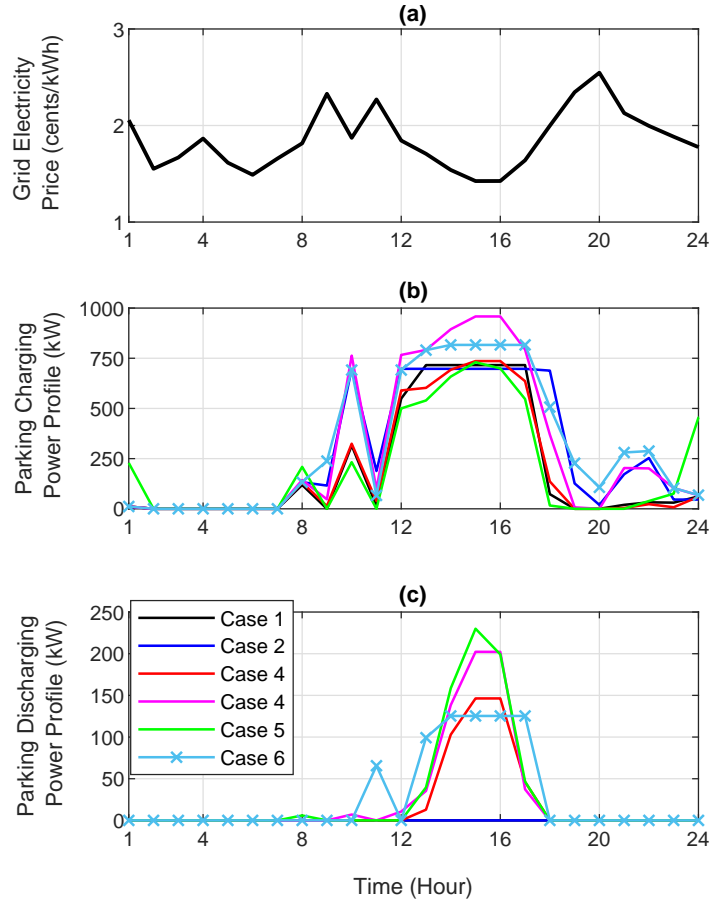 (a)
Grid Electricity
Price (cents/kWh)
3
2
1
1 4 8 12 16 20 24
(b)
Parking Charging
Power Profile (kW)
1000
750
500
250
0
1 4 8 12 16 20 24
(c)
Parking Discharging
Power Profile (kW)
250
200
150
100
50
0
Case 1
Case 2
Case 4
Case 4
Case 5
Case 6
1 4 8 12 16 20 24
Time (Hour)